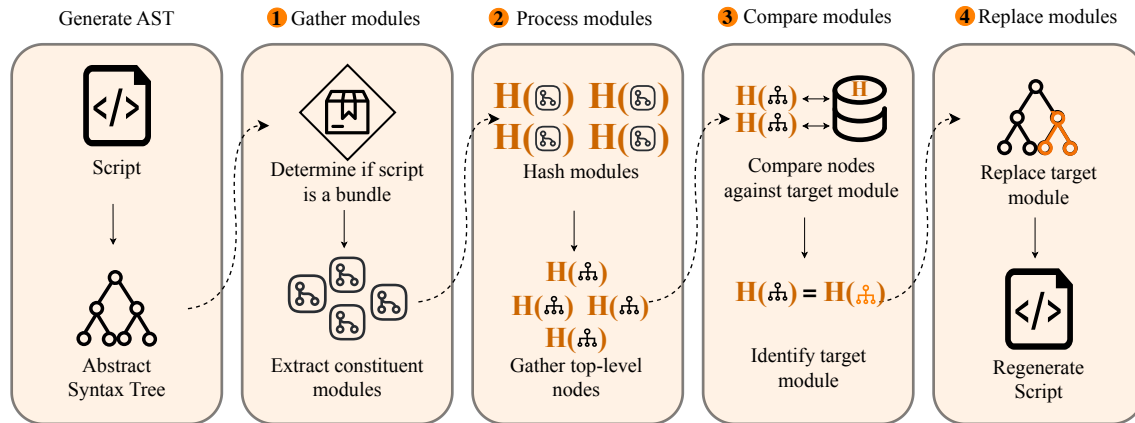 Generate AST
1 Gather modules
2 Process modules
3 Compare modules
4 Replace modules
</>
Script
Abstract
Syntax Tree
Determine if script
is a bundle
Extract constituent
modules
H( ) H( )
H( ) H( )
Hash modules
H( )
H( ) H( )
H( )
Gather top-level
nodes
H( ) H
H( )
Compare nodes
against target module
H( ) = H( )
Identify target
module
Replace target
module
</>
Regenerate
Script